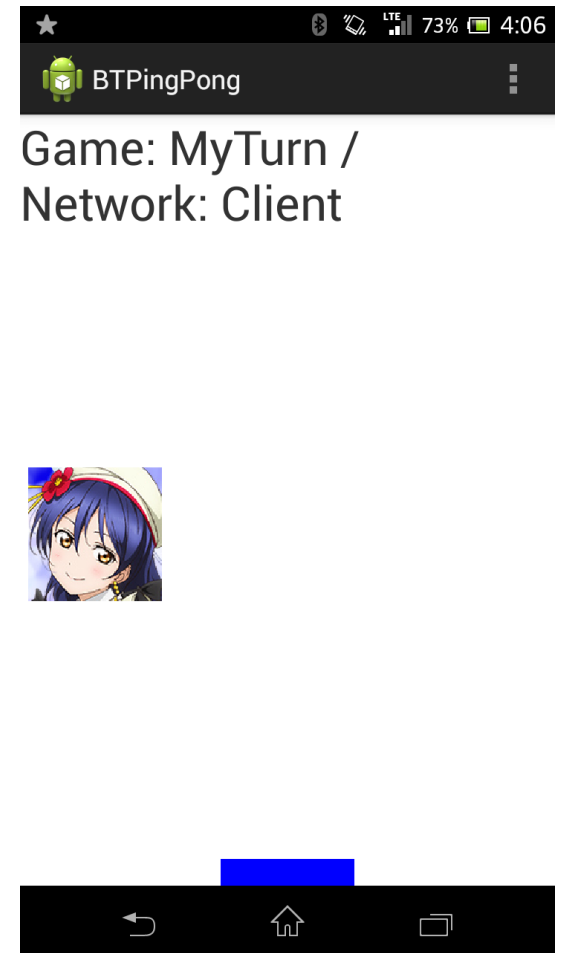 LTE 73% 4:06
BTPingPong
Game: MyTurn /
Network: Client